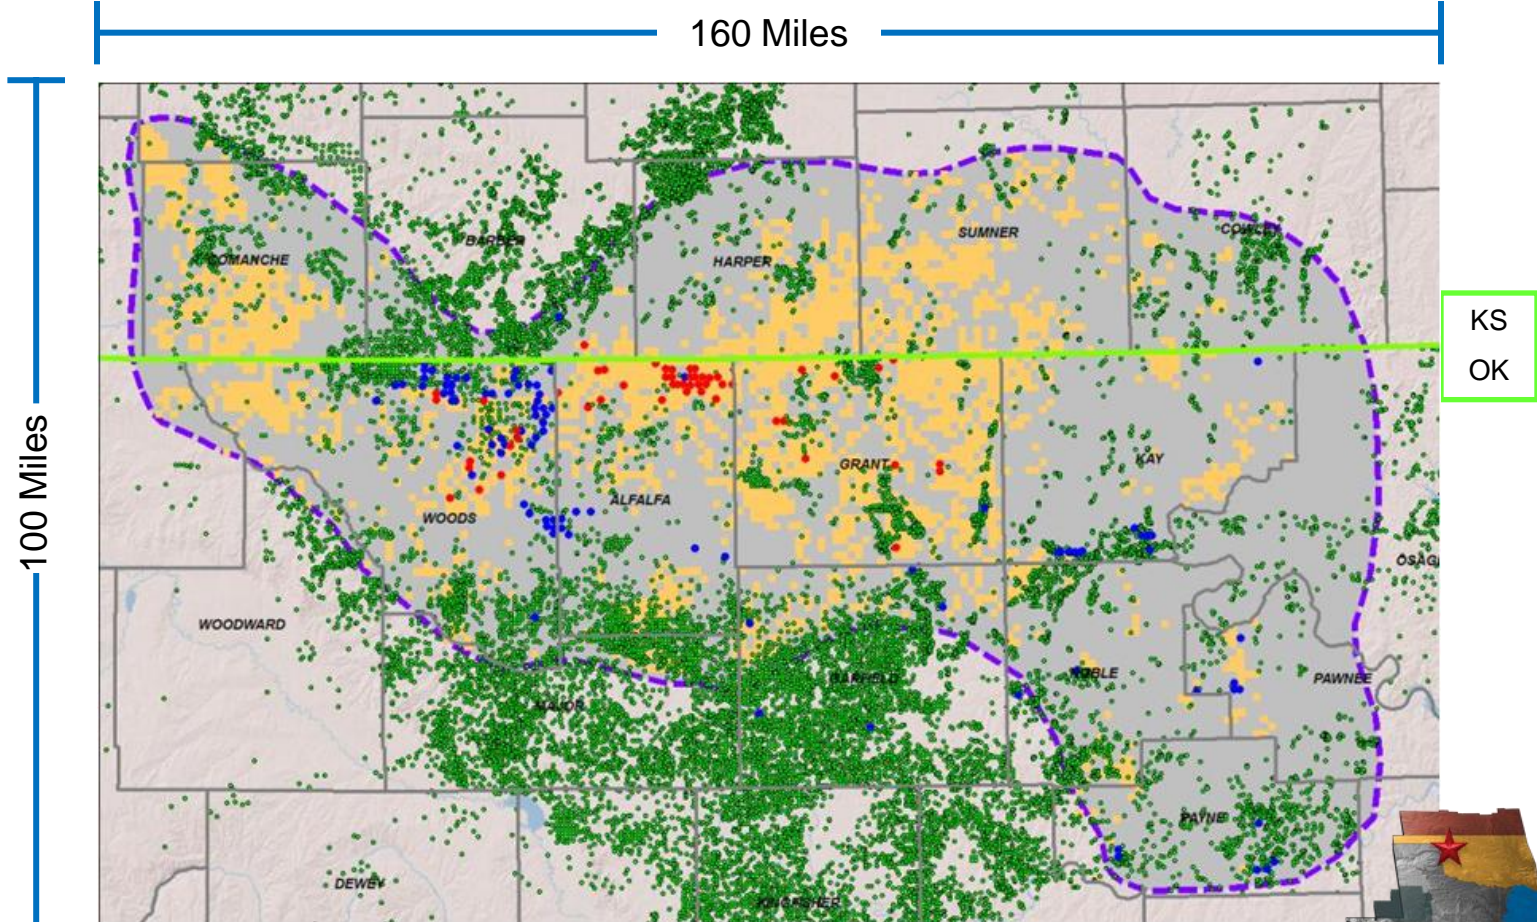 160 Miles
100 Miles
BARBER
COMANCHE
HARPER
SUMNER
COWLEY
KS
OK
WOODS
ALFALFA
GRANT
KAY
OSAG
WOODWARD
MAJOR
GARFIELD
NOBLE
PAWNEE
PAYNE
DEWEY
KINGFISHER